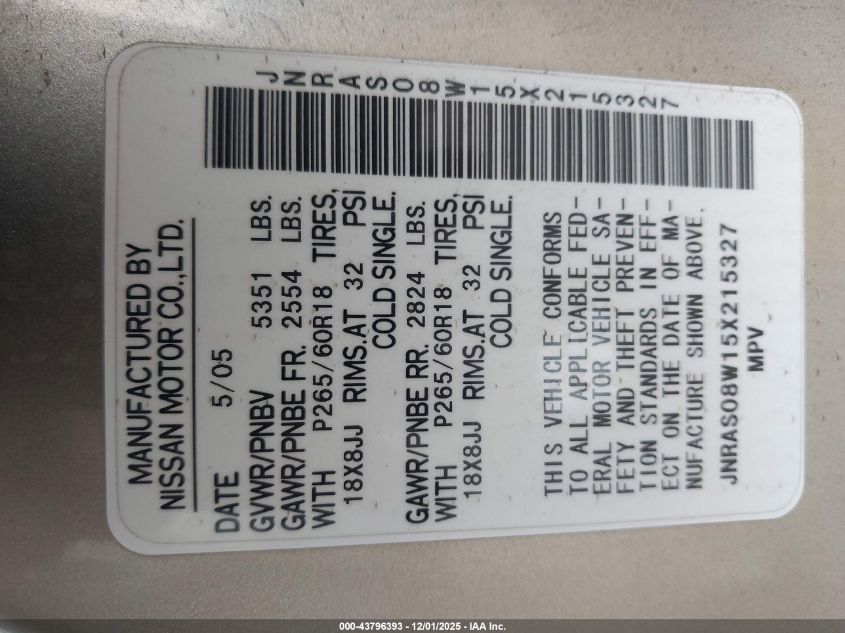 MANUFACTURED BY
NISSAN MOTOR CO.,LTD.
DATE 5/05
GVWR/PNBV 5351 LBS.
GAWR/PNBE FR. 2554 LBS.
WITH P265/60R18 TIRES,
18X8JJ RIMS.AT 32 PSI
COLD SINGLE.
GAWR/PNBE RR. 2824 LBS.
WITH P265/60R18 TIRES,
18X8JJ RIMS.AT 32 PSI
COLD SINGLE.
THIS VEHICLE CONFORMS
TO ALL APPLICABLE FED-
ERAL MOTOR VEHICLE SA-
FETY AND THEFT PREVEN-
TION STANDARDS IN EFF-
ECT ON THE DATE OF MA-
NUFACTURE SHOWN ABOVE.
JNRAS08W15X215327
MPV
JNRAS08W15X215327
000-43796393 - 12/01/2025 - IAA Inc.